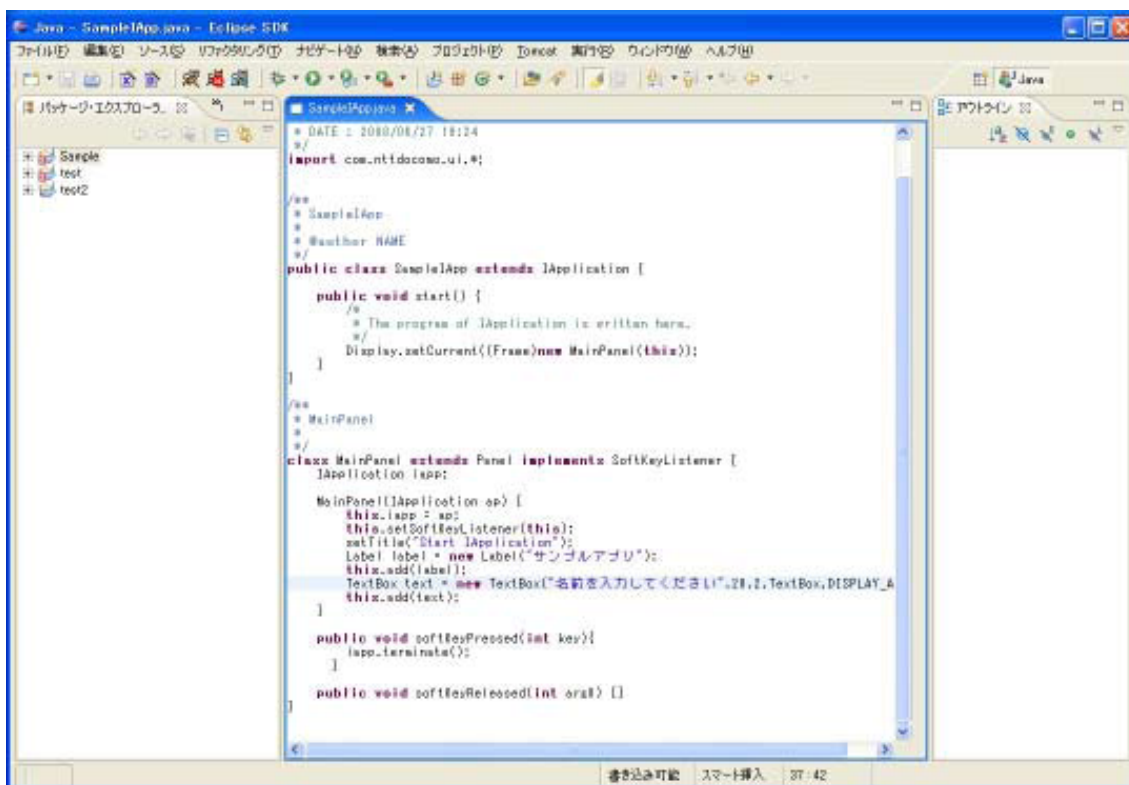 Java - SampleIApp.java - Eclipse SDK
ファイル(F) 編集(E) ソース(S) リファクタリング(T) ナビゲート(N) 検索(A) プロジェクト(P) Tomcat 実行(R) ウィンドウ(W) ヘルプ(H)
Java
パッケージ・エクスプローラ
SampleIApp.java
アウトライン
Sample
test
test2
* DATE : 2008/06/27 18:24
*/
import com.nttdocomo.ui.*;
/**
* SampleIApp
*
* @author NAME
*/
public class SampleIApp extends IApplication {
public void start() {
/*
* The program of IApplication is written here.
*/
Display.setCurrent((Frame)new MainPanel(this));
}
}
/**
* MainPanel
*
*/
class MainPanel extends Panel implements SoftKeyListener {
IApplication iapp;
MainPanel(IApplication ap) {
this.iapp = ap;
this.setSoftKeyListener(this);
setTitle("Start IApplication");
Label label = new Label("サンプルアプリ");
this.add(label);
TextBox text = new TextBox("名前を入力してください",20,2,TextBox.DISPLAY_A
this.add(text);
}
public void softKeyPressed(int key){
iapp.terminate();
}
public void softKeyReleased(int arg0) {}
}
書き込み可能 スマート挿入 37:42